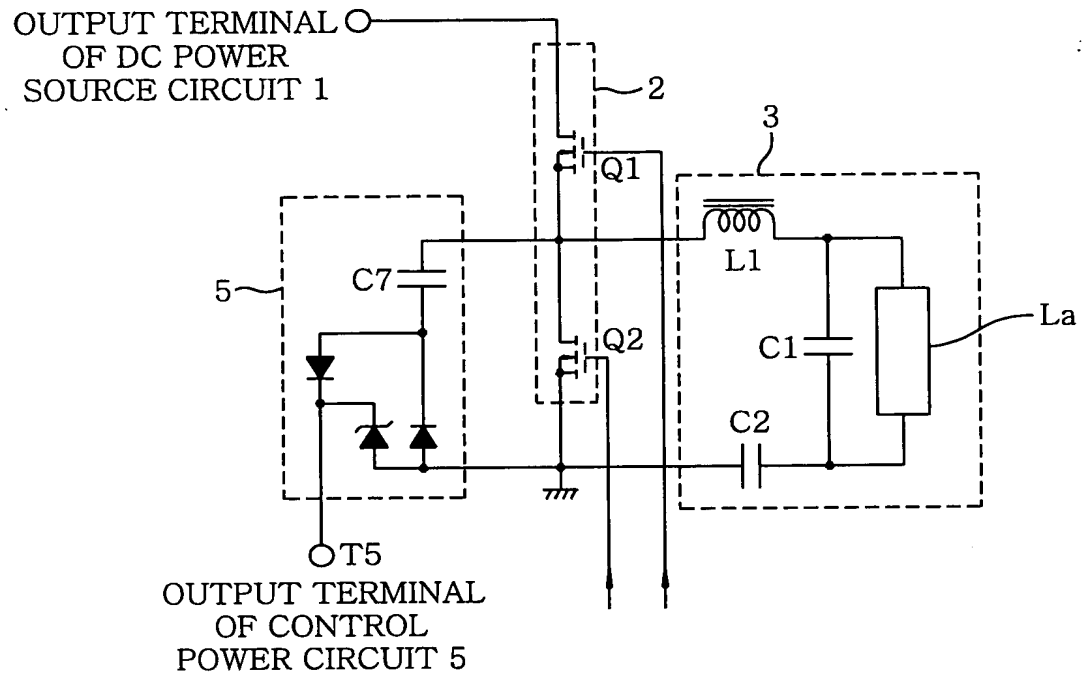 OUTPUT TERMINAL
OF DC POWER
SOURCE CIRCUIT 1
2
3
Q1
L1
5
C7
Q2
C1
La
C2
T5
OUTPUT TERMINAL
OF CONTROL
POWER CIRCUIT 5